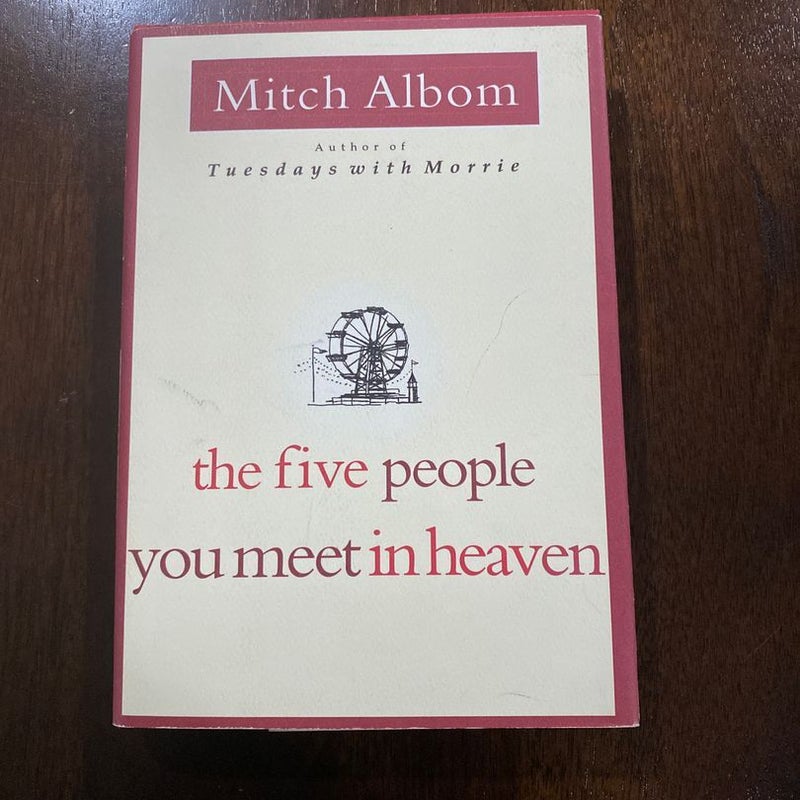 Mitch Albom
Author of
Tuesdays with Morrie
the five people
you meet in heaven